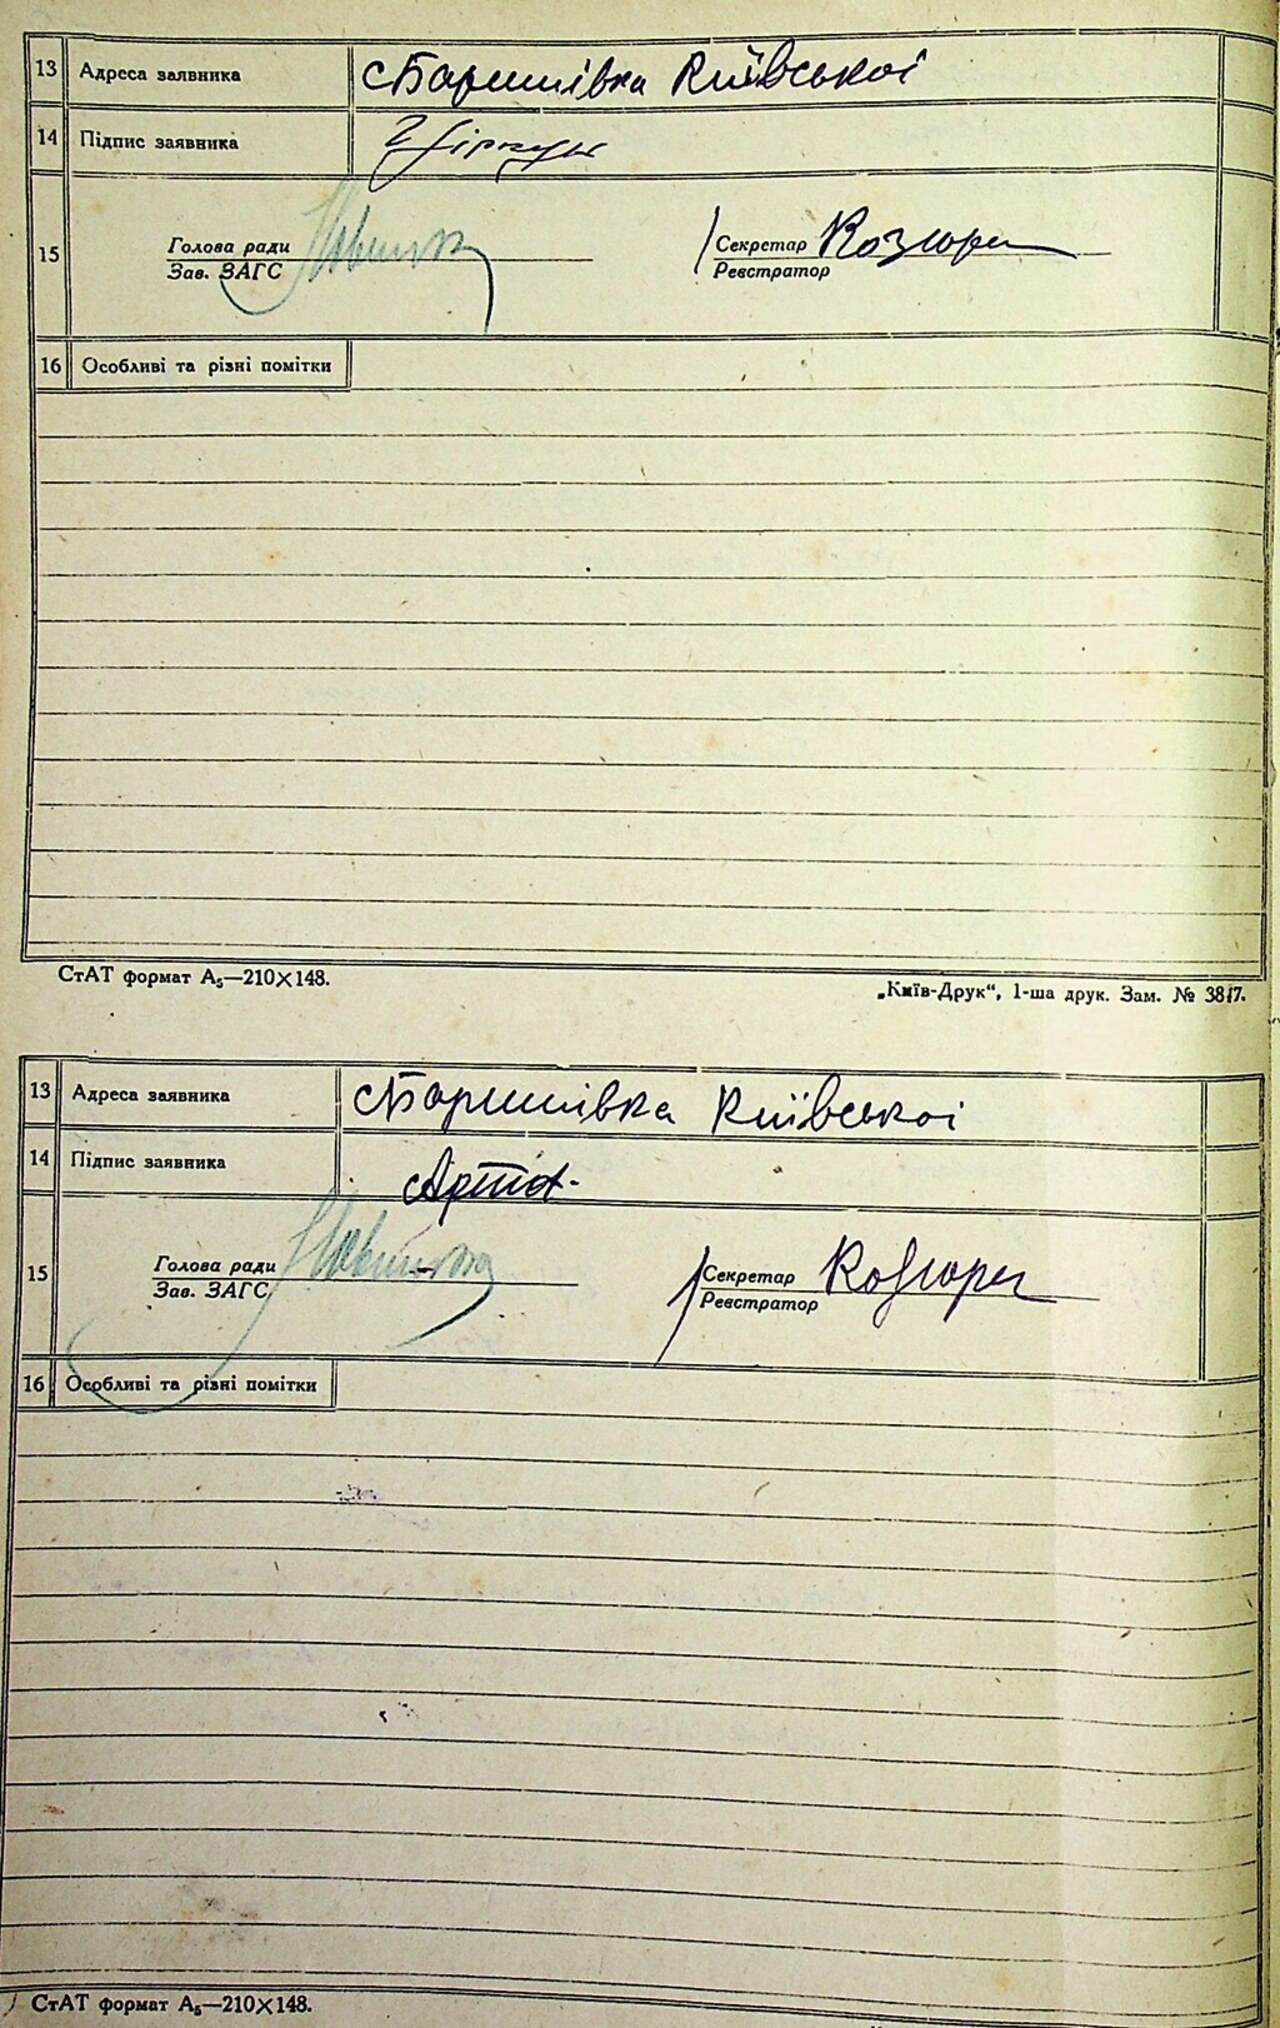 13 Адреса заявника с Баришівка Київської
14 Підпис заявника
15 Голова ради Секретар
Зав. ЗАГС Реєстратор
16 Особливі та різні помітки
СтАТ формат А₅—210×148.
„Київ-Друк“, 1-ша друк. Зам. № 3817.
13 Адреса заявника с Баришівка Київської
14 Підпис заявника
15 Голова ради Секретар
Зав. ЗАГС Реєстратор
16 Особливі та різні помітки
СтАТ формат А₅—210×148.